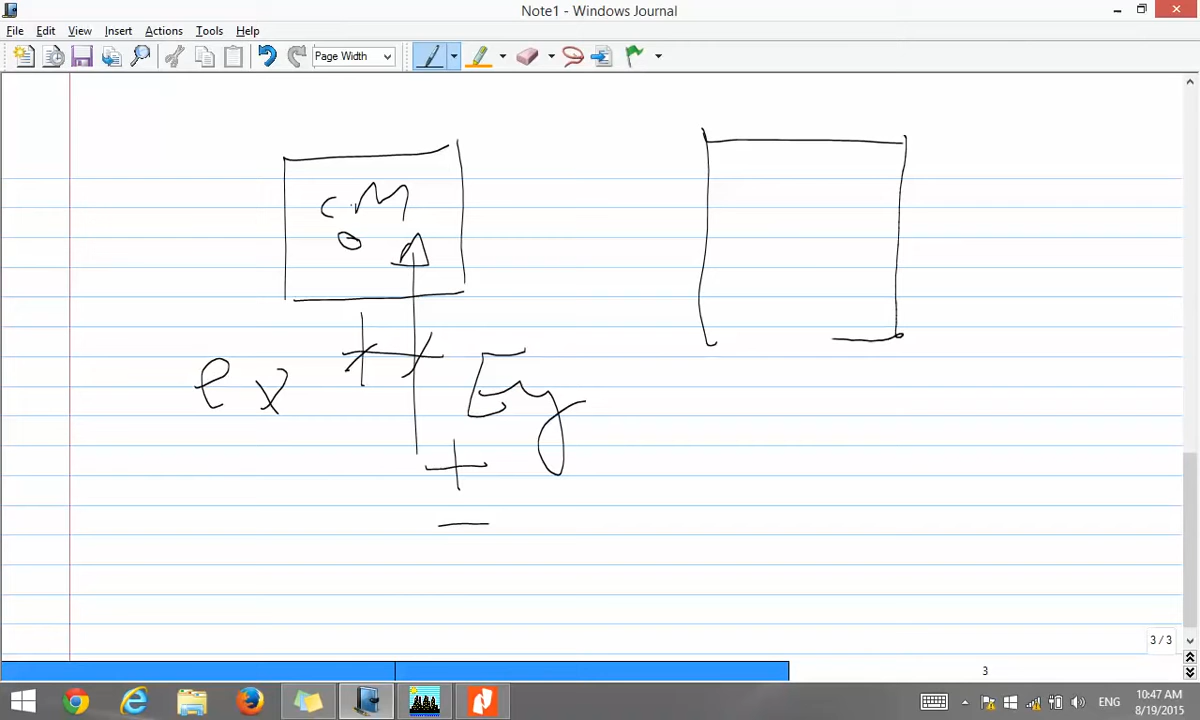 Note1 - Windows Journal
File Edit View Insert Actions Tools Help
Page Width
C.M
o
ex
Ey
+
−
3 / 3
3
ENG
10:47 AM
8/19/2015